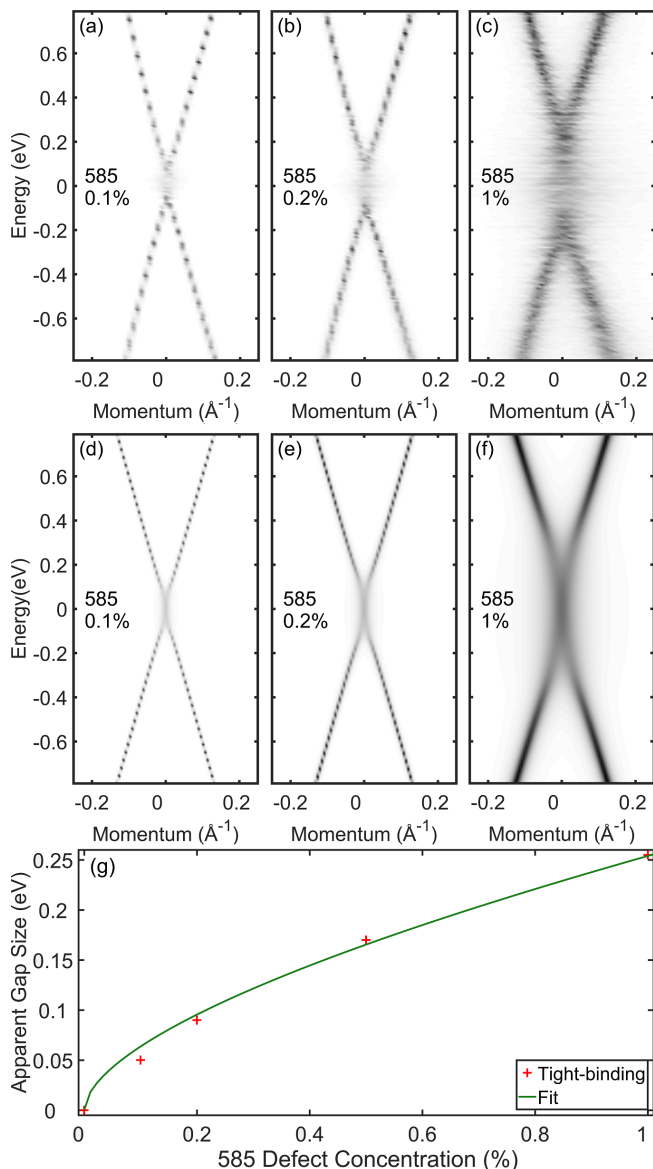 (a) (b) (c)
0.6
0.4
0.2
0
-0.2
-0.4
-0.6
Energy (eV)
585
0.1%
585
0.2%
585
1%
-0.2 0 0.2 -0.2 0 0.2 -0.2 0 0.2
Momentum (Å⁻¹) Momentum (Å⁻¹) Momentum (Å⁻¹)
(d) (e) (f)
0.6
0.4
0.2
0
-0.2
-0.4
-0.6
Energy(eV)
585
0.1%
585
0.2%
585
1%
-0.2 0 0.2 -0.2 0 0.2 -0.2 0 0.2
Momentum (Å⁻¹) Momentum (Å⁻¹) Momentum (Å⁻¹)
(g)
0.25
0.2
0.15
0.1
0.05
0
Apparent Gap Size (eV)
Tight-binding
Fit
0 0.2 0.4 0.6 0.8 1
585 Defect Concentration (%)